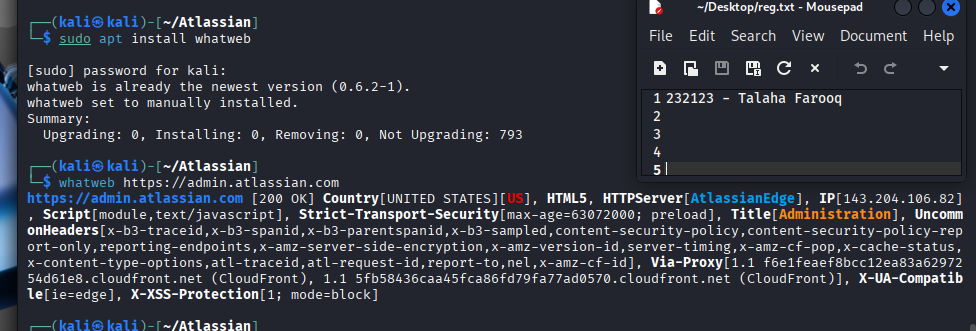 ┌──(kali㉿kali)-[~/Atlassian]
└─$ sudo apt install whatweb
[sudo] password for kali:
whatweb is already the newest version (0.6.2-1).
whatweb set to manually installed.
Summary:
  Upgrading: 0, Installing: 0, Removing: 0, Not Upgrading: 793
┌──(kali㉿kali)-[~/Atlassian]
└─$ whatweb https://admin.atlassian.com
https://admin.atlassian.com [200 OK] Country[UNITED STATES][US], HTML5, HTTPServer[AtlassianEdge], IP[143.204.106.82]
, Script[module,text/javascript], Strict-Transport-Security[max-age=63072000; preload], Title[Administration], Uncom
monHeaders[x-b3-traceid,x-b3-spanid,x-b3-parentspanid,x-b3-sampled,content-security-policy,content-security-policy-rep
ort-only,reporting-endpoints,x-amz-server-side-encryption,x-amz-version-id,server-timing,x-amz-cf-pop,x-cache-status,
x-content-type-options,atl-traceid,atl-request-id,report-to,nel,x-amz-cf-id], Via-Proxy[1.1 f6e1feaef8bcc12ea83a62972
54d61e8.cloudfront.net (CloudFront), 1.1 5fb58436caa45fca86fd79fa77ad0570.cloudfront.net (CloudFront)], X-UA-Compatib
le[ie=edge], X-XSS-Protection[1; mode=block]
┌──(kali㉿kali)-[~/Atlassian]
~/Desktop/reg.txt - Mousepad
File Edit Search View Document Help
1 232123 - Talaha Farooq
2
3
4
5